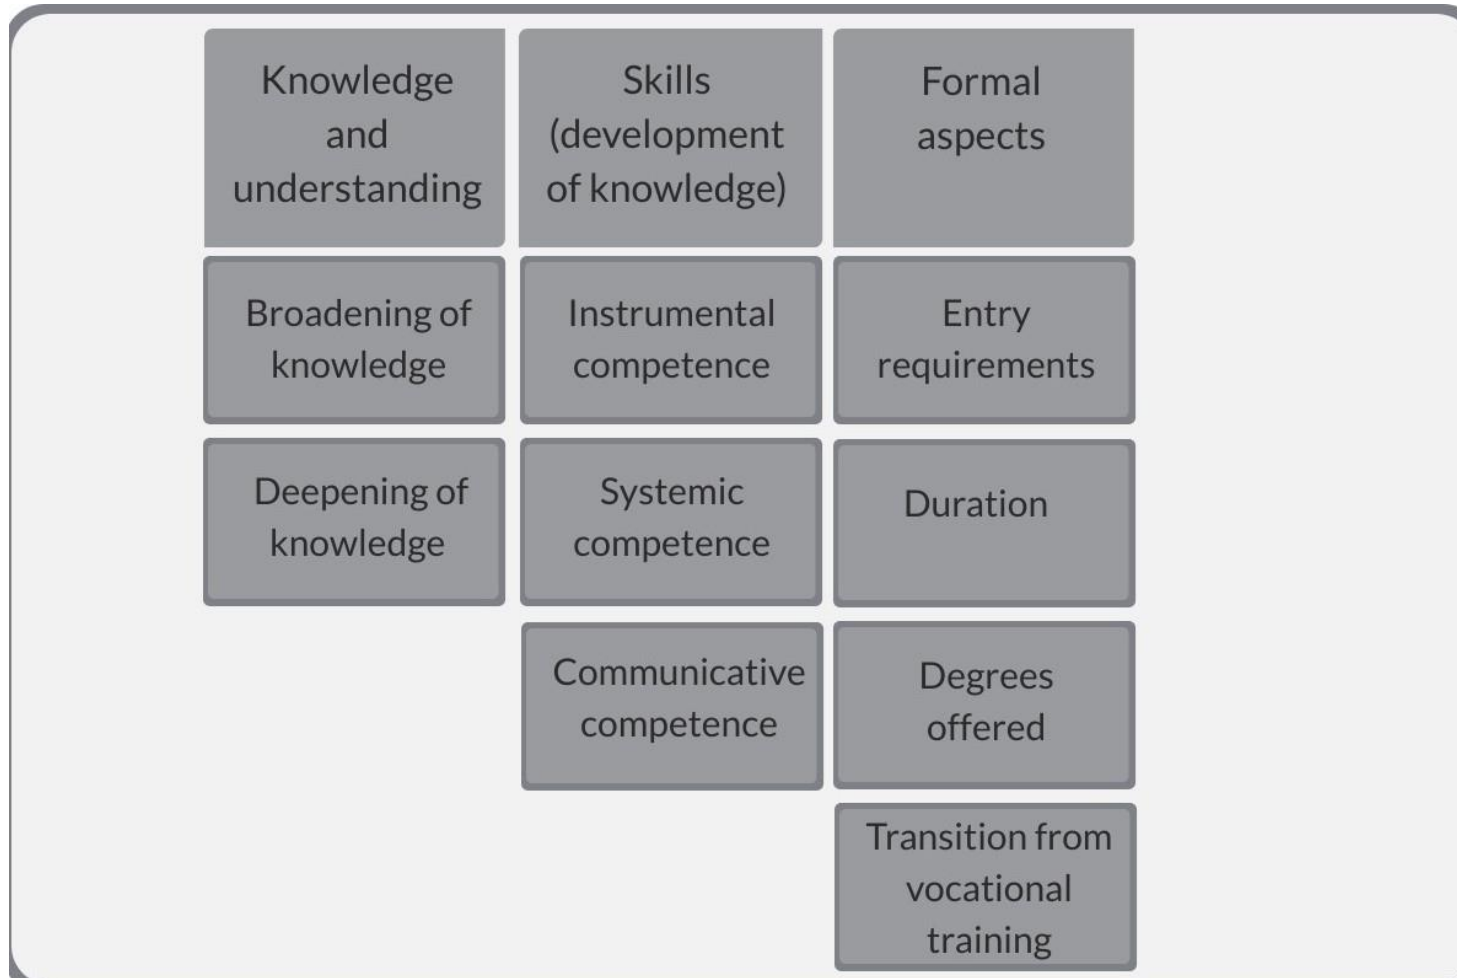 Knowledge
and
understanding
Skills
(development
of knowledge)
Formal
aspects
Broadening of
knowledge
Instrumental
competence
Entry
requirements
Deepening of
knowledge
Systemic
competence
Duration
Communicative
competence
Degrees
offered
Transition from
vocational
training